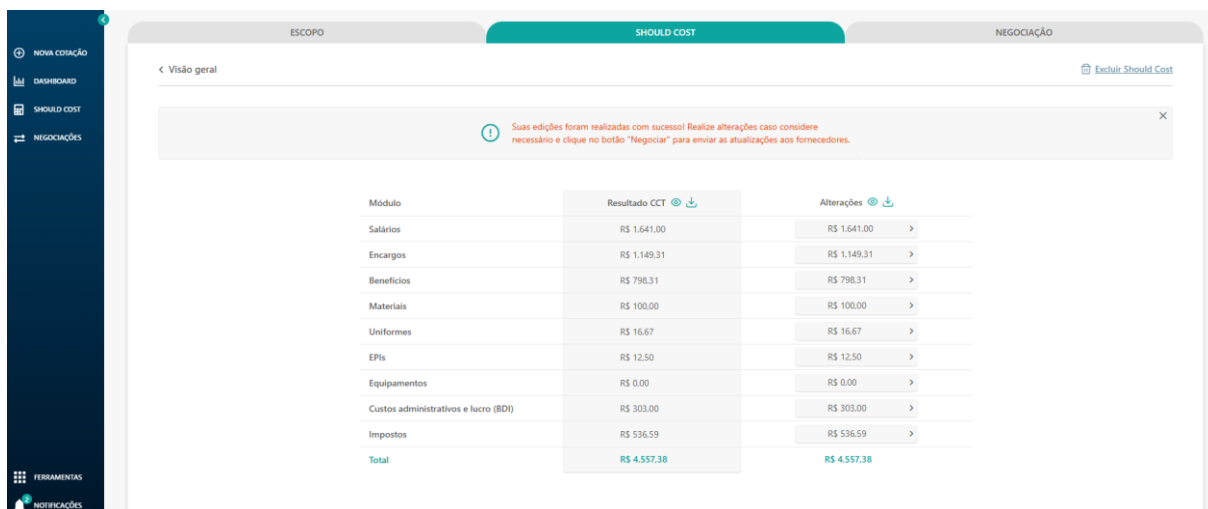 ESCOPO
SHOULD COST
NEGOCIAÇÃO
NOVA COTAÇÃO
DASHBOARD
SHOULD COST
NEGOCIAÇÕES
Visão geral
Excluir Should Cost
Suas edições foram realizadas com sucesso! Realize alterações caso considere
necessário e clique no botão "Negociar" para enviar as atualizações aos fornecedores.
Módulo Resultado CCT Alterações
Salários R$ 1.641,00 R$ 1.641,00
Encargos R$ 1.149,31 R$ 1.149,31
Benefícios R$ 798,31 R$ 798,31
Materiais R$ 100,00 R$ 100,00
Uniformes R$ 16,67 R$ 16,67
EPIs R$ 12,50 R$ 12,50
Equipamentos R$ 0,00 R$ 0,00
Custos administrativos e lucro (BDI) R$ 303,00 R$ 303,00
Impostos R$ 536,59 R$ 536,59
Total R$ 4.557,38 R$ 4.557,38
FERRAMENTAS
2
NOTIFICAÇÕES